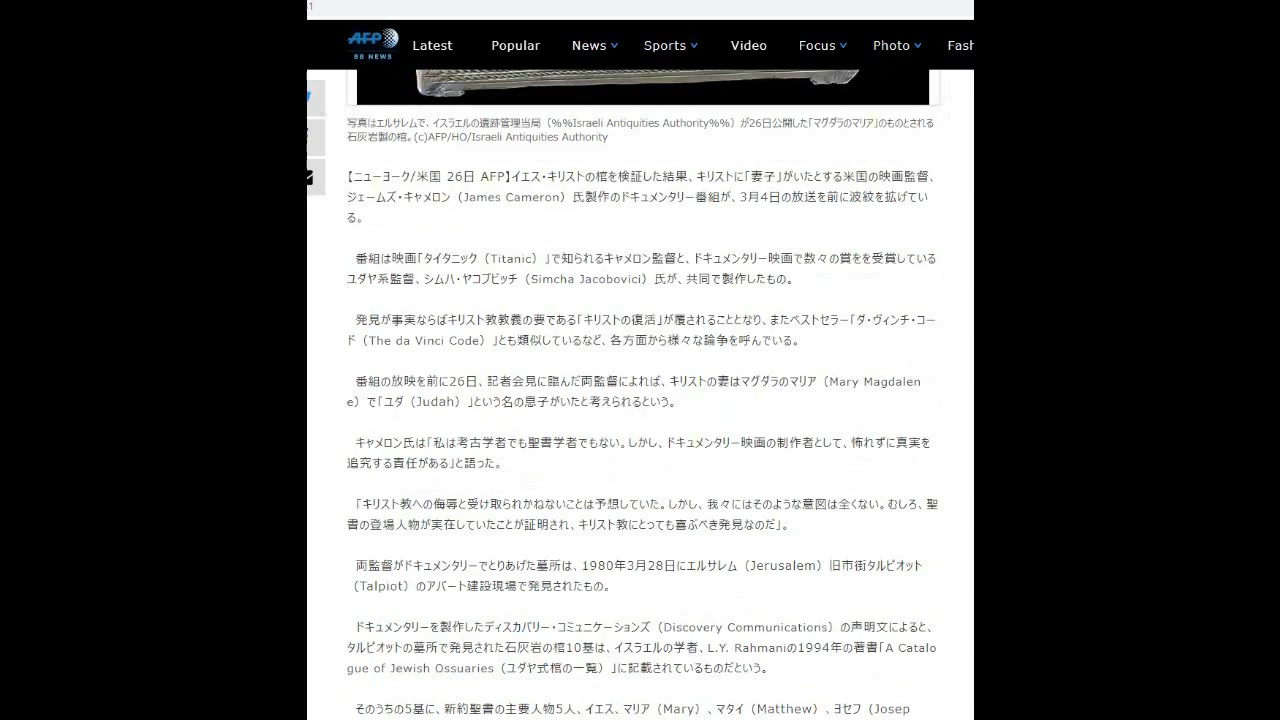 AFP
BB NEWS
Latest Popular News Sports Video Focus Photo Fash
写真はエルサレムで、イスラエルの遺跡管理当局（%%Israeli Antiquities Authority%%）が26日公開した「マグダラのマリア」のものとされる
石灰岩製の棺。(c)AFP/HO/Israeli Antiquities Authority
【ニューヨーク/米国 26日 AFP】イエス・キリストの棺を検証した結果、キリストに「妻子」がいたとする米国の映画監督、
ジェームズ・キャメロン（James Cameron）氏製作のドキュメンタリー番組が、3月4日の放送を前に波紋を拡げてい
る。
番組は映画「タイタニック（Titanic）」で知られるキャメロン監督と、ドキュメンタリー映画で数々の賞をを受賞している
ユダヤ系監督、シムハ・ヤコブビッチ（Simcha Jacobovici）氏が、共同で製作したもの。
発見が事実ならばキリスト教教義の要である「キリストの復活」が覆されることとなり、またベストセラー「ダ・ヴィンチ・コー
ド（The da Vinci Code）」とも類似しているなど、各方面から様々な論争を呼んでいる。
番組の放映を前に26日、記者会見に臨んだ両監督によれば、キリストの妻はマグダラのマリア（Mary Magdalen
e）で「ユダ（Judah）」という名の息子がいたと考えられるという。
キャメロン氏は「私は考古学者でも聖書学者でもない。しかし、ドキュメンタリー映画の制作者として、怖れずに真実を
追究する責任がある」と語った。
「キリスト教への侮辱と受け取られかねないことは予想していた。しかし、我々にはそのような意図は全くない。むしろ、聖
書の登場人物が実在していたことが証明され、キリスト教にとっても喜ぶべき発見なのだ」。
両監督がドキュメンタリーでとりあげた墓所は、1980年3月28日にエルサレム（Jerusalem）旧市街タルピオット
（Talpiot）のアパート建設現場で発見されたもの。
ドキュメンタリーを製作したディスカバリー・コミュニケーションズ（Discovery Communications）の声明文によると、
タルピオットの墓所で発見された石灰岩の棺10基は、イスラエルの学者、L.Y. Rahmaniの1994年の著書「A Catalo
gue of Jewish Ossuaries（ユダヤ式棺の一覧）」に記載されているものだという。
そのうちの5基に、新約聖書の主要人物5人、イエス、マリア（Mary）、マタイ（Matthew）、ヨセフ（Josep